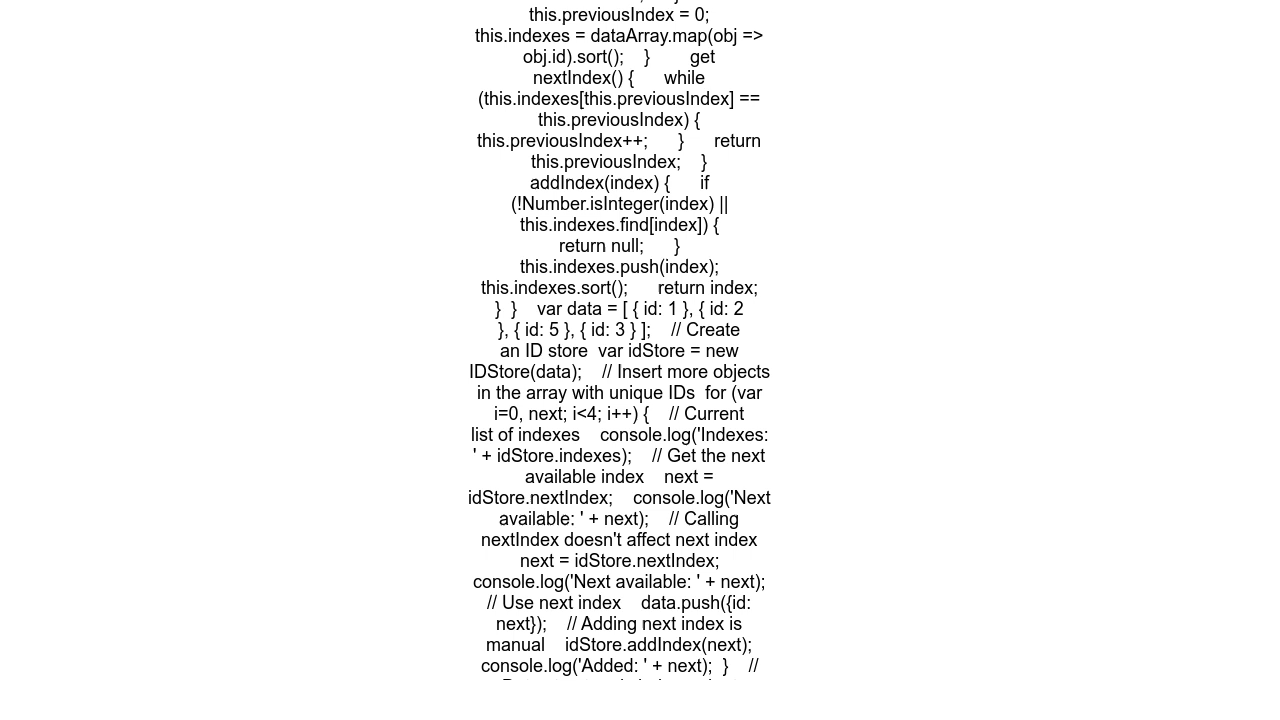 this.previousIndex = 0;
this.indexes = dataArray.map(obj =>
obj.id).sort();    }        get
nextIndex() {      while
(this.indexes[this.previousIndex] ==
this.previousIndex) {
this.previousIndex++;      }      return
this.previousIndex;    }
addIndex(index) {      if
(!Number.isInteger(index) ||
this.indexes.find[index]) {
return null;      }
this.indexes.push(index);
this.indexes.sort();      return index;
}  }    var data = [ { id: 1 }, { id: 2
}, { id: 5 }, { id: 3 } ];    // Create
an ID store  var idStore = new
IDStore(data);    // Insert more objects
in the array with unique IDs  for (var
i=0, next; i<4; i++) {    // Current
list of indexes    console.log('Indexes:
' + idStore.indexes);    // Get the next
available index    next =
idStore.nextIndex;    console.log('Next
available: ' + next);    // Calling
nextIndex doesn't affect next index
next = idStore.nextIndex;
console.log('Next available: ' + next);
// Use next index    data.push({id:
next});    // Adding next index is
manual    idStore.addIndex(next);
console.log('Added: ' + next);  }    //